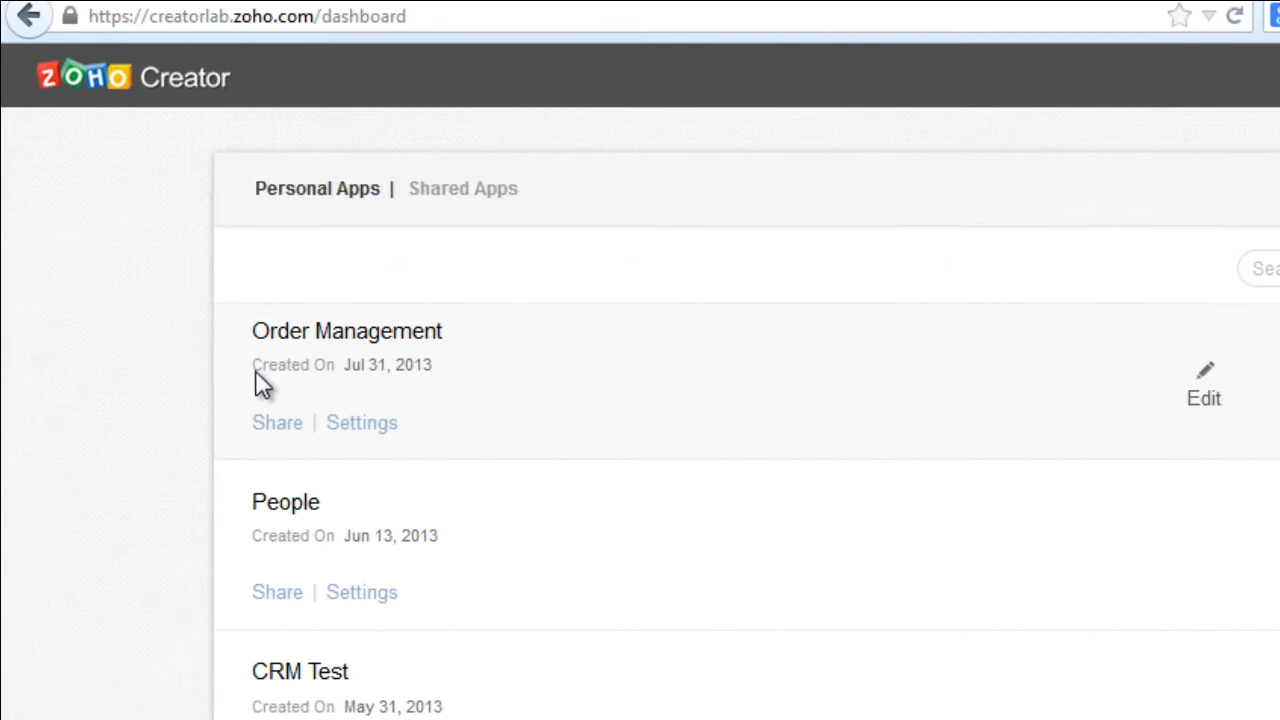 https://creatorlab.zoho.com/dashboard
ZOHO Creator
Personal Apps | Shared Apps
Sea
Order Management
Created On Jul 31, 2013
Edit
Share | Settings
People
Created On Jun 13, 2013
Share | Settings
CRM Test
Created On May 31, 2013